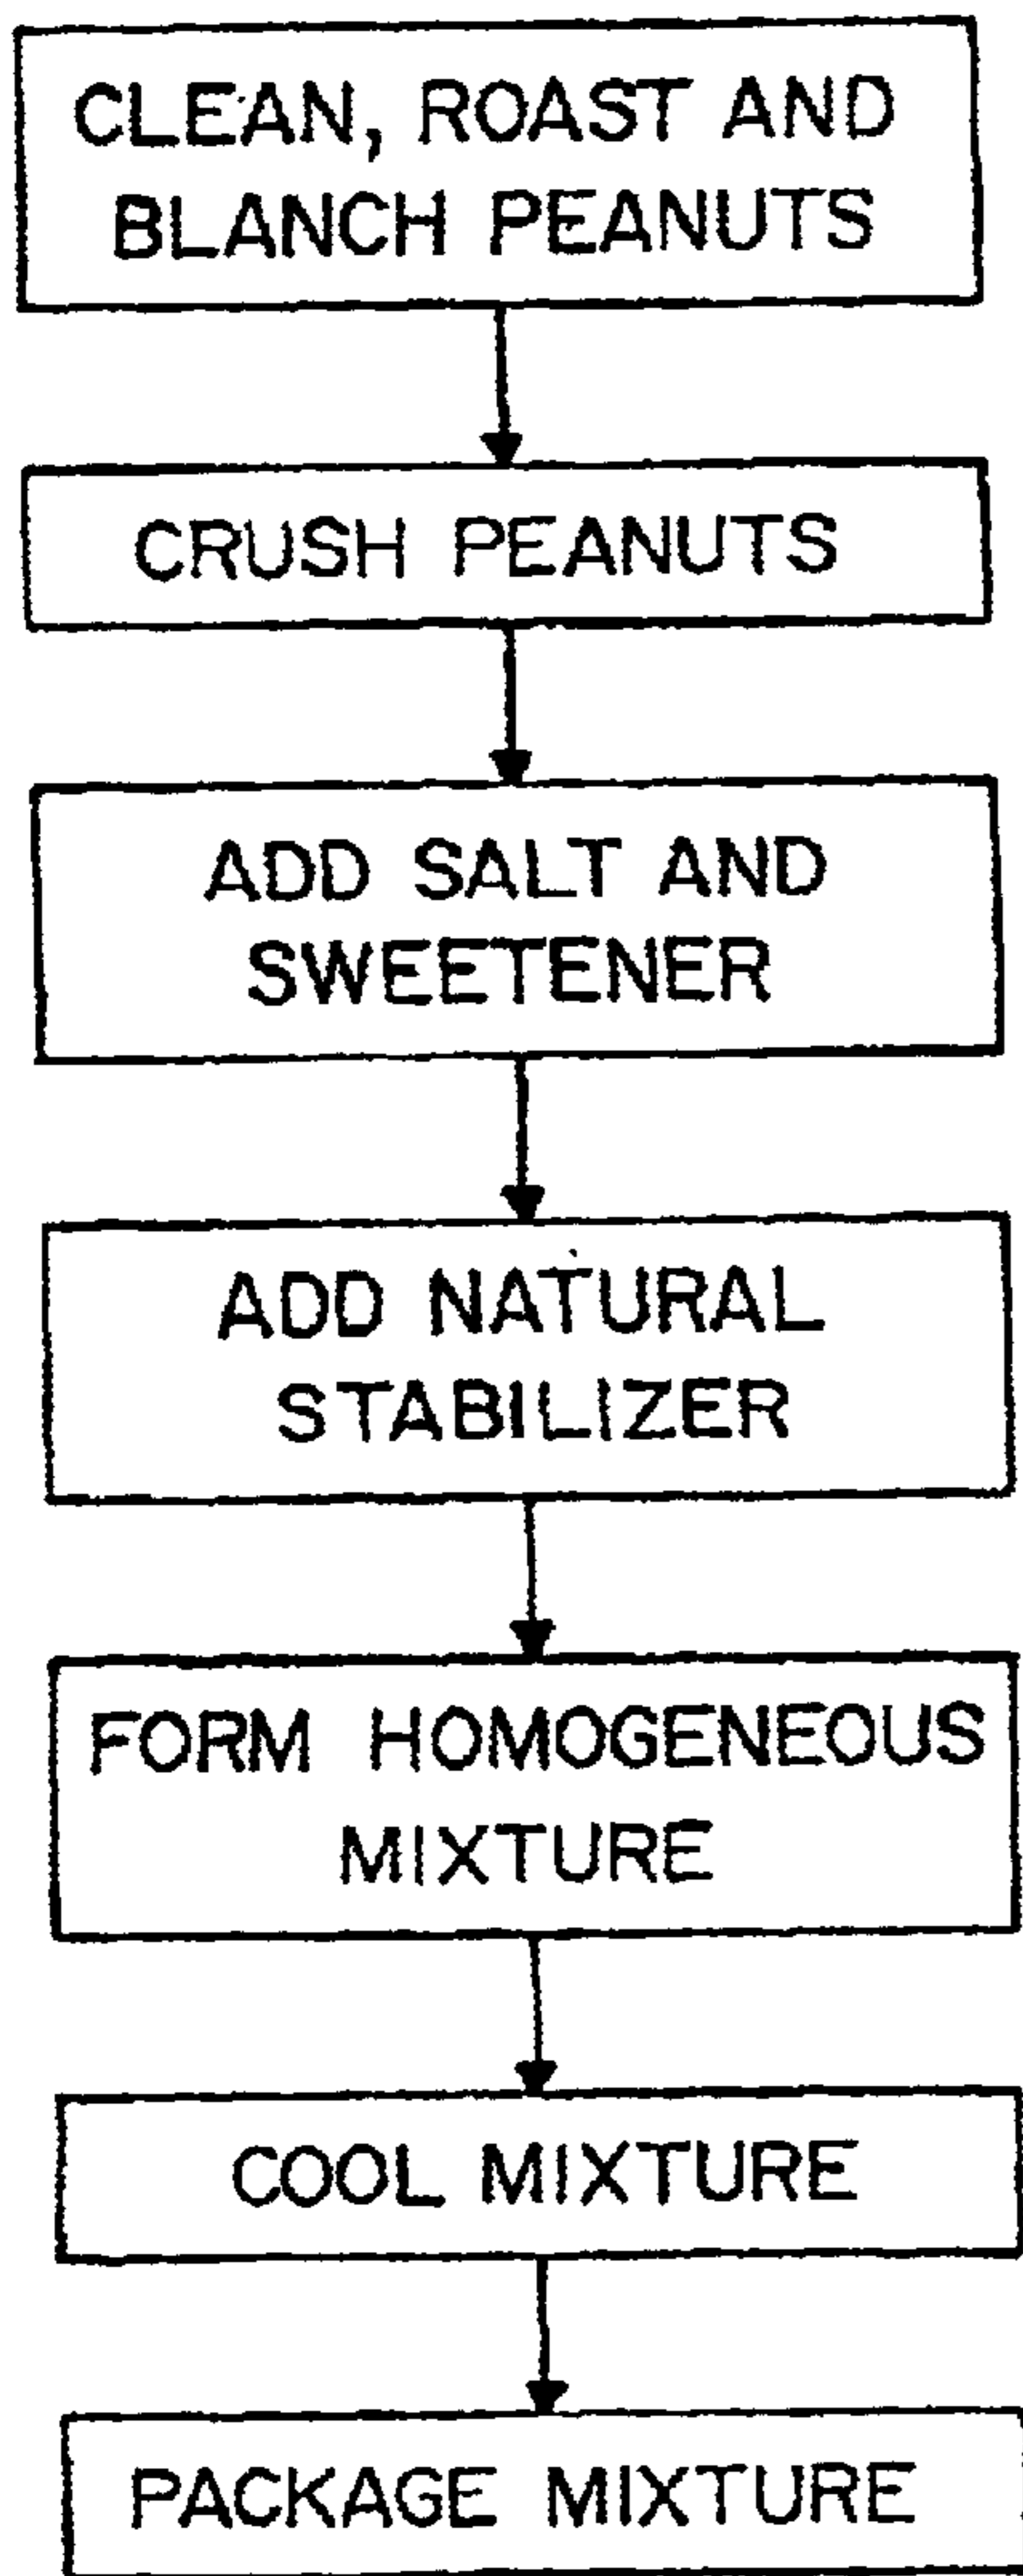 CLEAN, ROAST AND
BLANCH PEANUTS
CRUSH PEANUTS
ADD SALT AND
SWEETENER
ADD NATURAL
STABILIZER
FORM HOMOGENEOUS
MIXTURE
COOL MIXTURE
PACKAGE MIXTURE